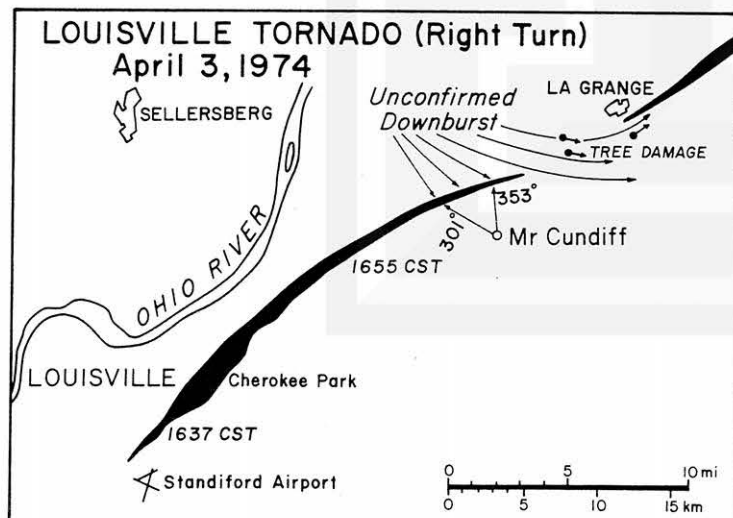 LOUISVILLE TORNADO (Right Turn)
April 3, 1974
SELLERSBERG
Unconfirmed
Downburst
LA GRANGE
TREE DAMAGE
353°
301°
Mr Cundiff
OHIO RIVER
1655 CST
LOUISVILLE
Cherokee Park
1637 CST
Standiford Airport
0 5 10 mi
0 5 10 15 km